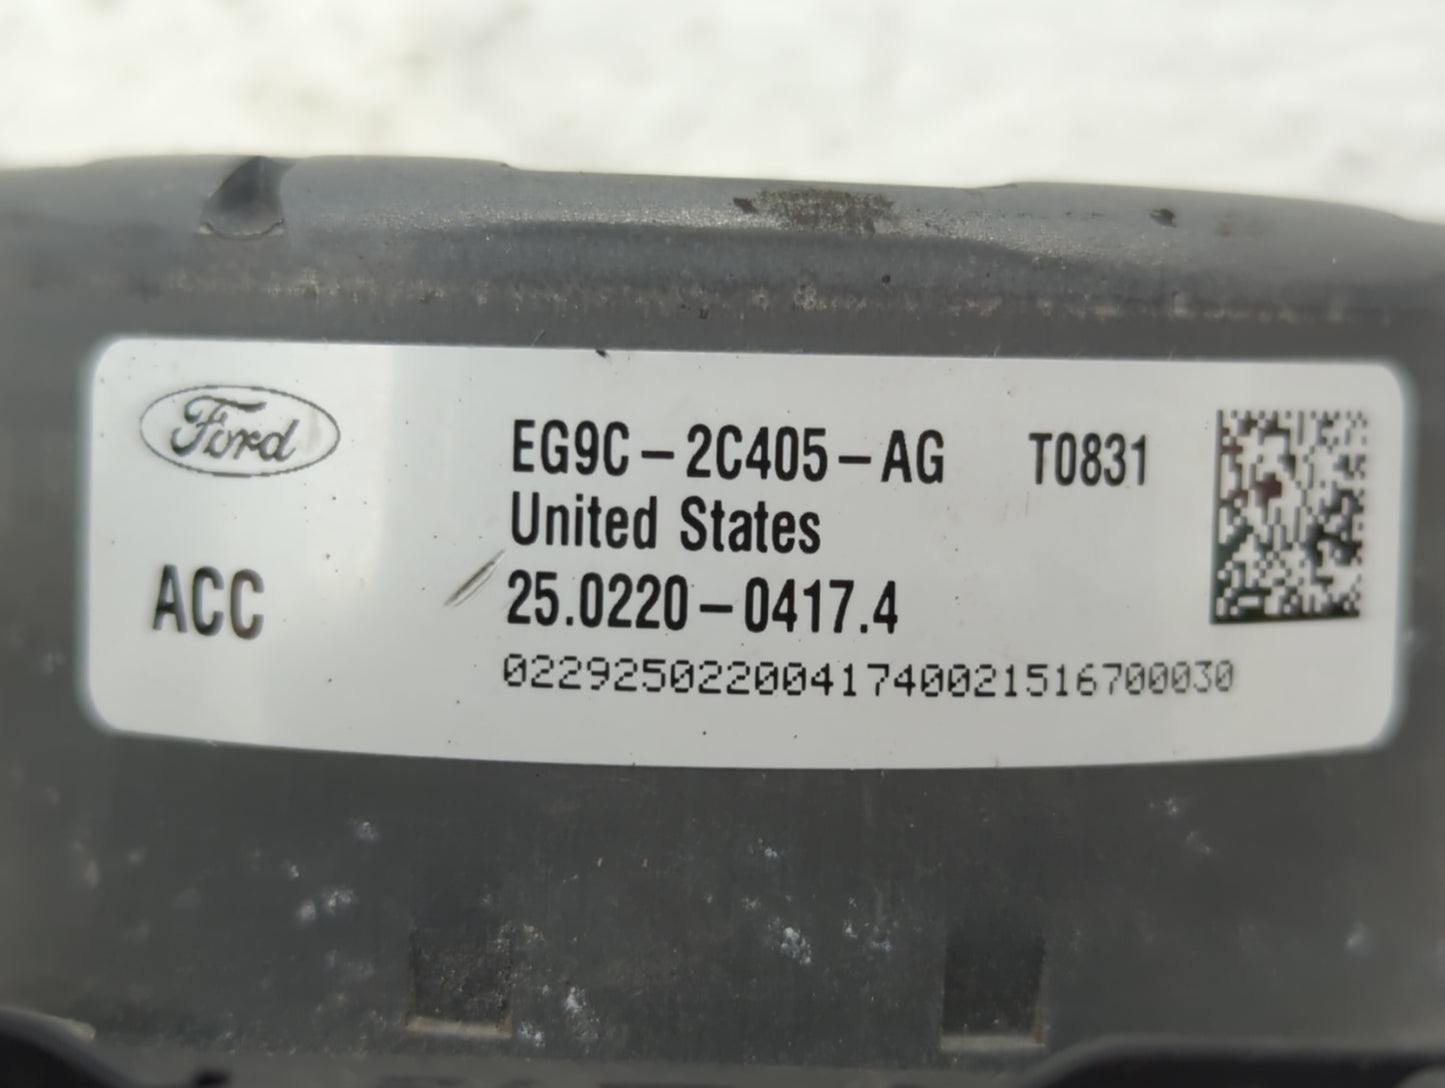 Ford
EG9C-2C405-AG T0831
United States
ACC
25.0220-0417.4
0229250220041740021516700030